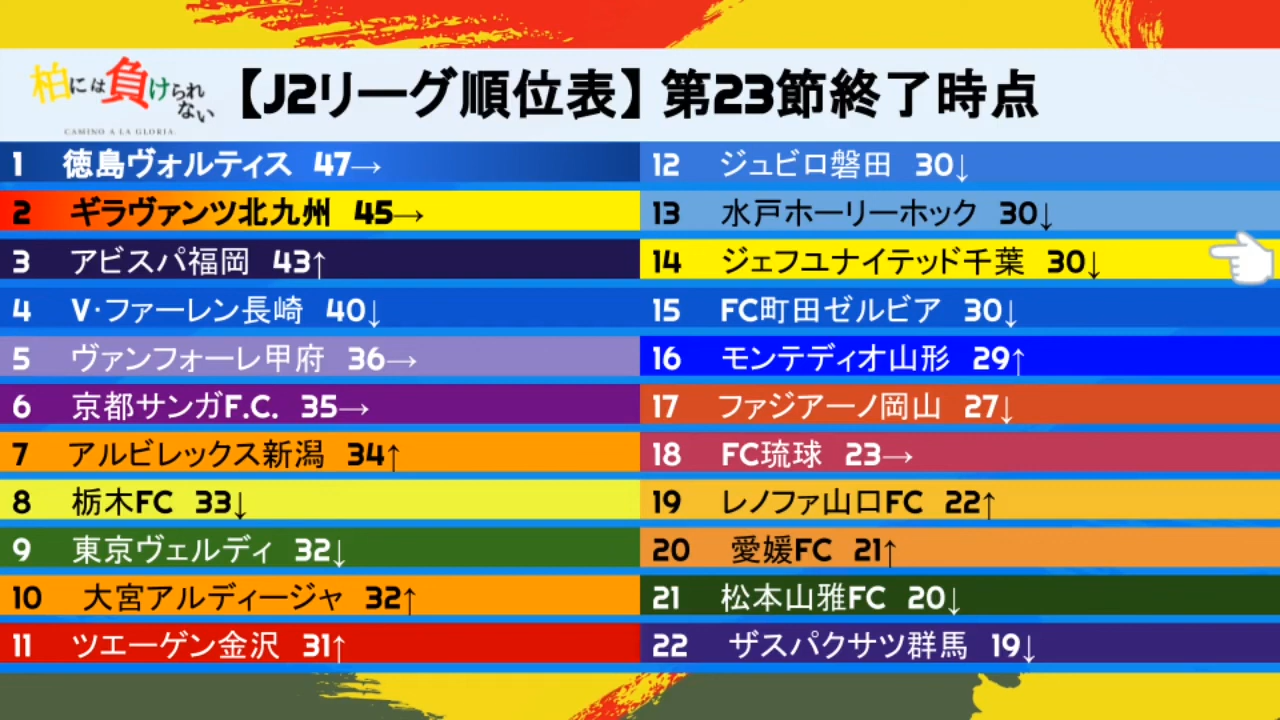 柏には負けられない
CAMINO A LA GLORIA.
【J2リーグ順位表】 第23節終了時点
1 徳島ヴォルティス 47→
2 ギラヴァンツ北九州 45→
3 アビスパ福岡 43↑
4 V·ファーレン長崎 40↓
5 ヴァンフォーレ甲府 36→
6 京都サンガF.C. 35→
7 アルビレックス新潟 34↑
8 栃木FC 33↓
9 東京ヴェルディ 32↓
10 大宮アルディージャ 32↑
11 ツエーゲン金沢 31↑
12 ジュビロ磐田 30↓
13 水戸ホーリーホック 30↓
14 ジェフユナイテッド千葉 30↓
15 FC町田ゼルビア 30↓
16 モンテディオ山形 29↑
17 ファジアーノ岡山 27↓
18 FC琉球 23→
19 レノファ山口FC 22↑
20 愛媛FC 21↑
21 松本山雅FC 20↓
22 ザスパクサツ群馬 19↓